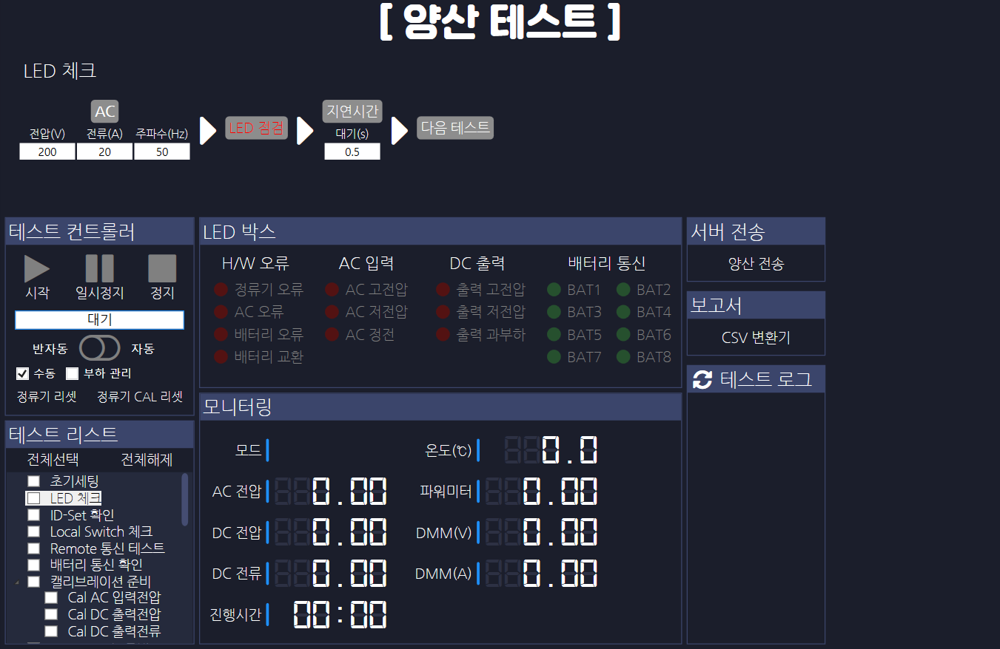 [ 양산 테스트 ]
LED 체크
AC
전압(V) 전류(A) 주파수(Hz)
200 20 50
LED 점검
지연시간
대기(s)
0.5
다음 테스트
테스트 컨트롤러
시작 일시정지 정지
대기
반자동 자동
수동 부하 관리
정류기 리셋 정류기 CAL 리셋
테스트 리스트
전체선택 전체해제
초기세팅
LED 체크
ID-Set 확인
Local Switch 체크
Remote 통신 테스트
배터리 통신 확인
캘리브레이션 준비
Cal AC 입력전압
Cal DC 출력전압
Cal DC 출력전류
LED 박스
H/W 오류 AC 입력 DC 출력 배터리 통신
정류기 오류 AC 고전압 출력 고전압 BAT1 BAT2
AC 오류 AC 저전압 출력 저전압 BAT3 BAT4
배터리 오류 AC 정전 출력 과부하 BAT5 BAT6
배터리 교환 BAT7 BAT8
모니터링
모드 온도(℃) 0.0
AC 전압 0.00 파워미터 0.00
DC 전압 0.00 DMM(V) 0.00
DC 전류 0.00 DMM(A) 0.00
진행시간 00:00
서버 전송
양산 전송
보고서
CSV 변환기
테스트 로그